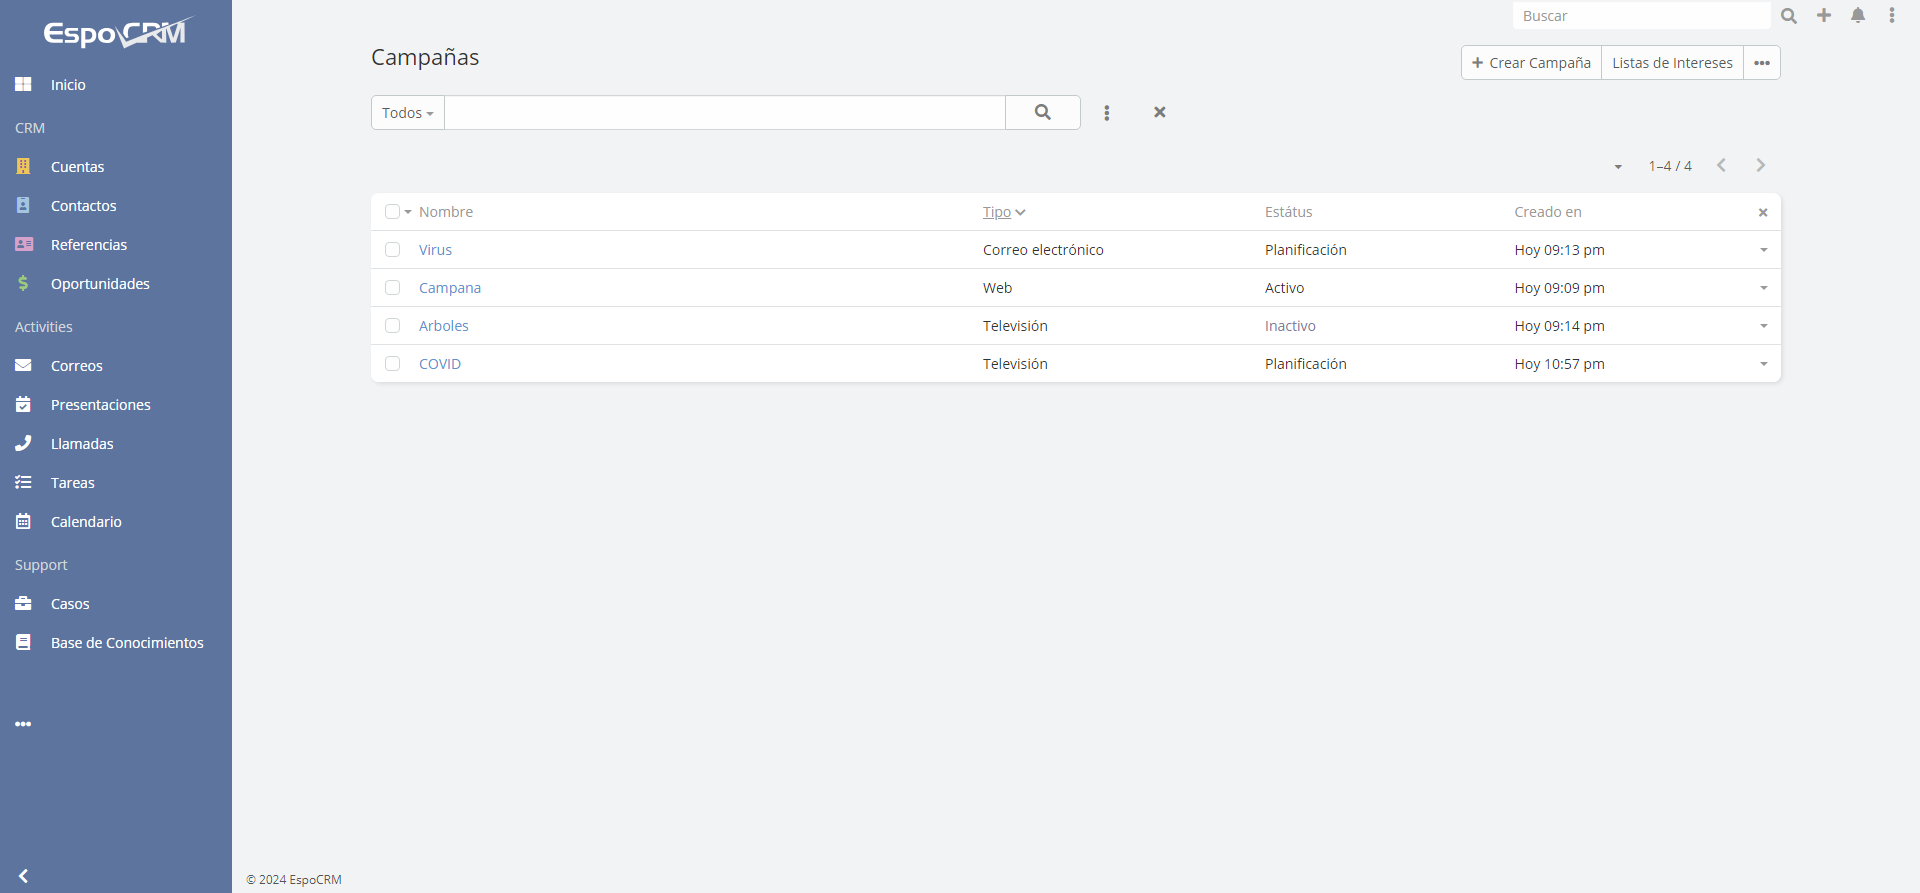 EspoCRM
Buscar
Inicio
CRM
Cuentas
Contactos
Referencias
Oportunidades
Activities
Correos
Presentaciones
Llamadas
Tareas
Calendario
Support
Casos
Base de Conocimientos
Campañas
Crear Campaña
Listas de Intereses
Todos
1–4 / 4
Nombre Tipo Estátus Creado en
Virus Correo electrónico Planificación Hoy 09:13 pm
Campana Web Activo Hoy 09:09 pm
Arboles Televisión Inactivo Hoy 09:14 pm
COVID Televisión Planificación Hoy 10:57 pm
© 2024 EspoCRM